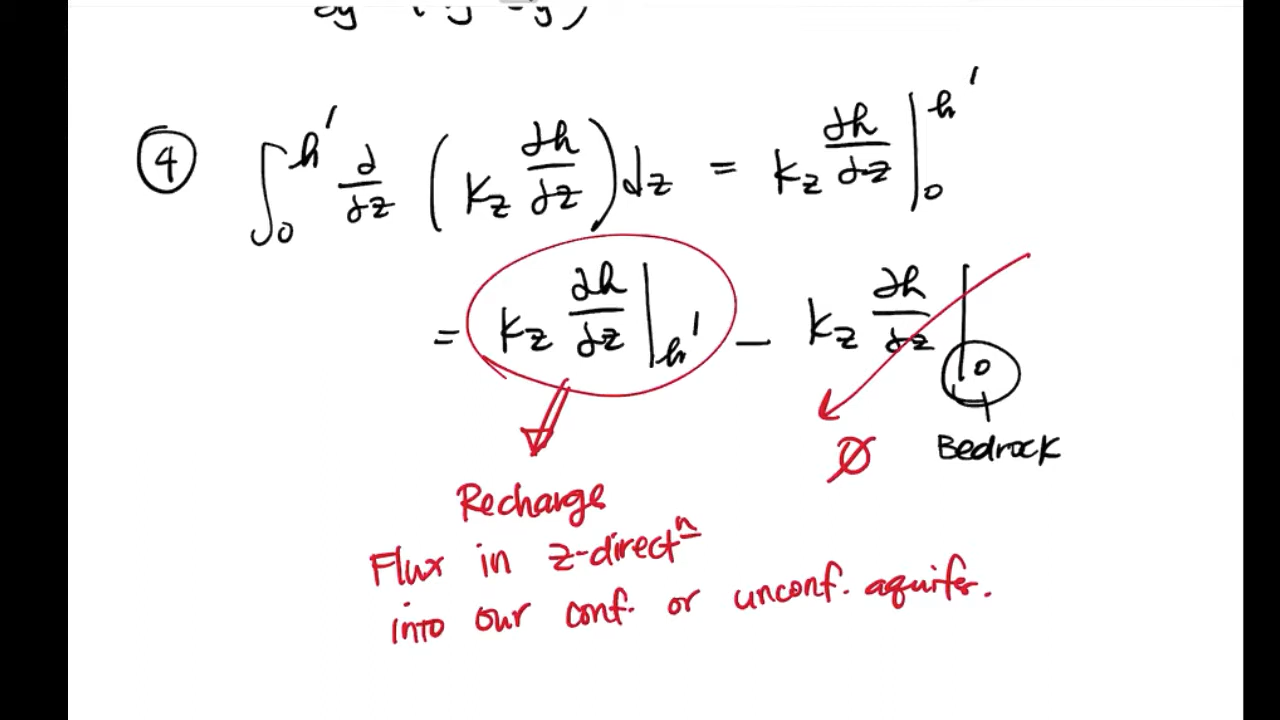 ④ ∫₀^h' ∂/∂z (K_z ∂h/∂z) dz = K_z ∂h/∂z |₀^h'
= K_z ∂h/∂z |_h' − K_z ∂h/∂z |₀
Ø Bedrock
Recharge
Flux in z-directⁿ
into our conf. or unconf. aquifer.